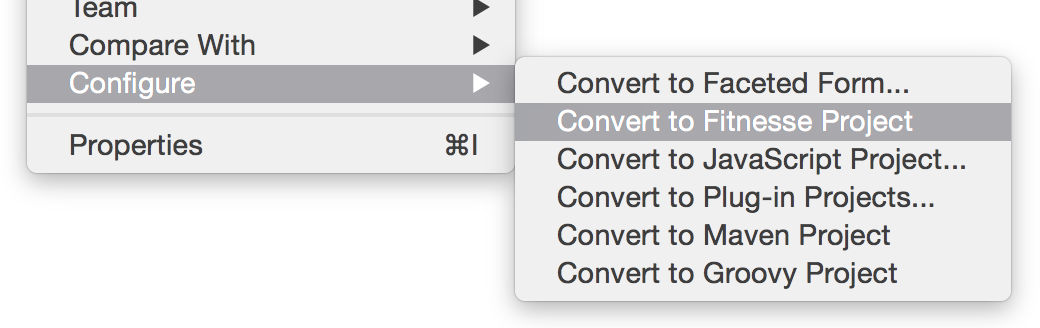 Team
Compare With
Configure
Properties ⌘I
Convert to Faceted Form...
Convert to Fitnesse Project
Convert to JavaScript Project...
Convert to Plug-in Projects...
Convert to Maven Project
Convert to Groovy Project